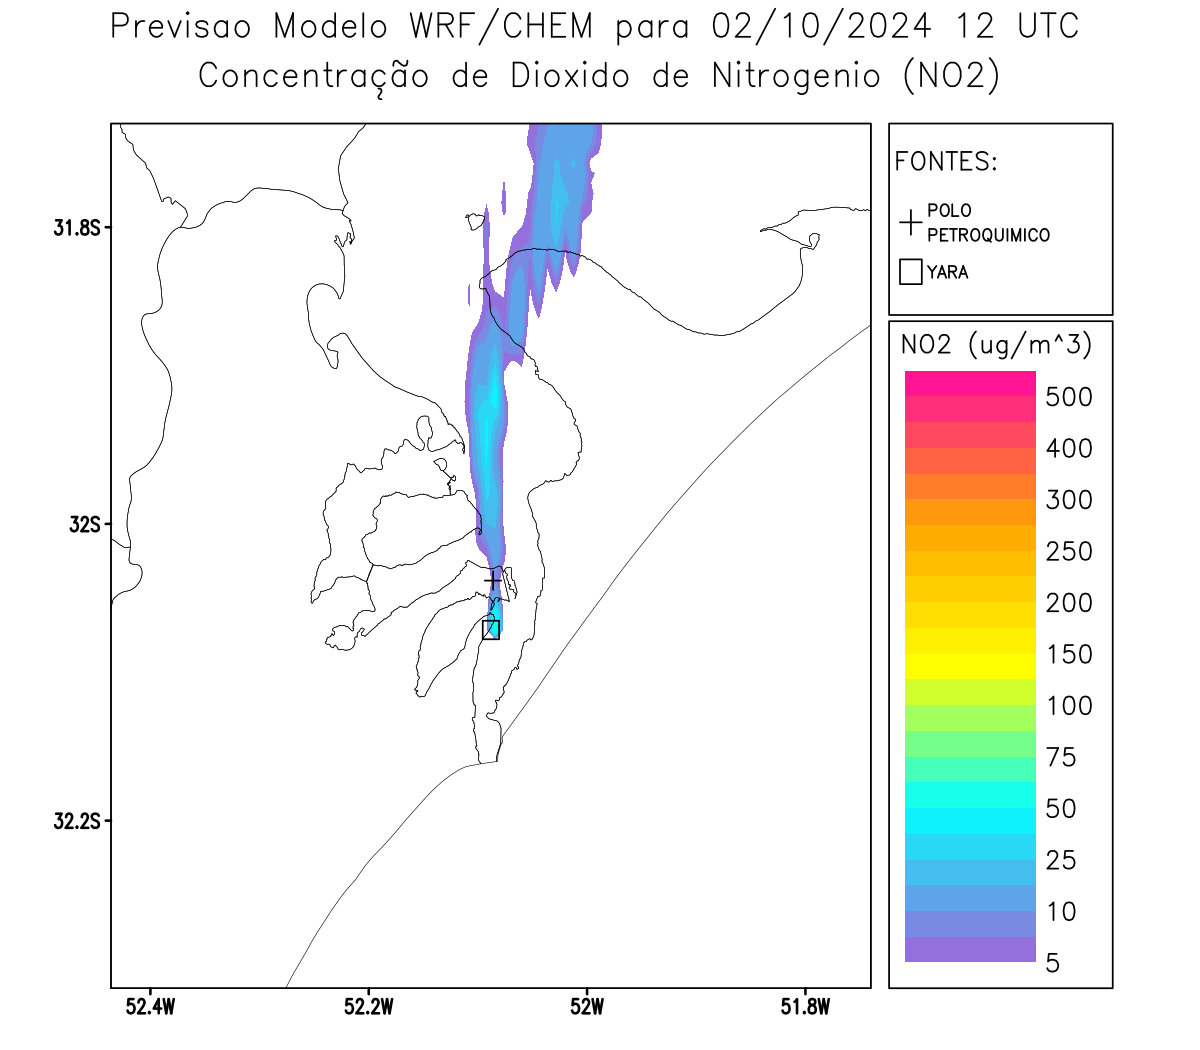 Previsao Modelo WRF/CHEM para 02/10/2024 12 UTC
Concentração de Dioxido de Nitrogenio (NO2)
FONTES:
POLO
PETROQUIMICO
YARA
NO2 (ug/m^3)
500
400
300
250
200
150
100
75
50
25
10
5
31.8S
32S
32.2S
52.4W
52.2W
52W
51.8W